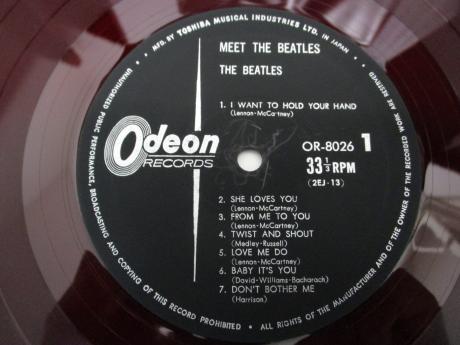 MFD. BY TOSHIBA MUSICAL INDUSTRIES LTD. IN JAPAN
ALL RIGHTS OF THE MANUFACTURER AND OF THE OWNER OF THE RECORDED WORK ARE RESERVED
UNAUTHORIZED PUBLIC PERFORMANCE, BROADCASTING AND COPYING OF THIS RECORD PROHIBITED
MEET THE BEATLES
THE BEATLES
1. I WANT TO HOLD YOUR HAND
(Lennon-McCartney)
Odeon
RECORDS
OR-8026 1
33 1/3 RPM
(2EJ-13)
2. SHE LOVES YOU
(Lennon-McCartney)
3. FROM ME TO YOU
(Lennon-McCartney)
4. TWIST AND SHOUT
(Medley-Russell)
5. LOVE ME DO
(Lennon-McCartney)
6. BABY IT'S YOU
(David-Williams-Bacharach)
7. DON'T BOTHER ME
(Harrison)